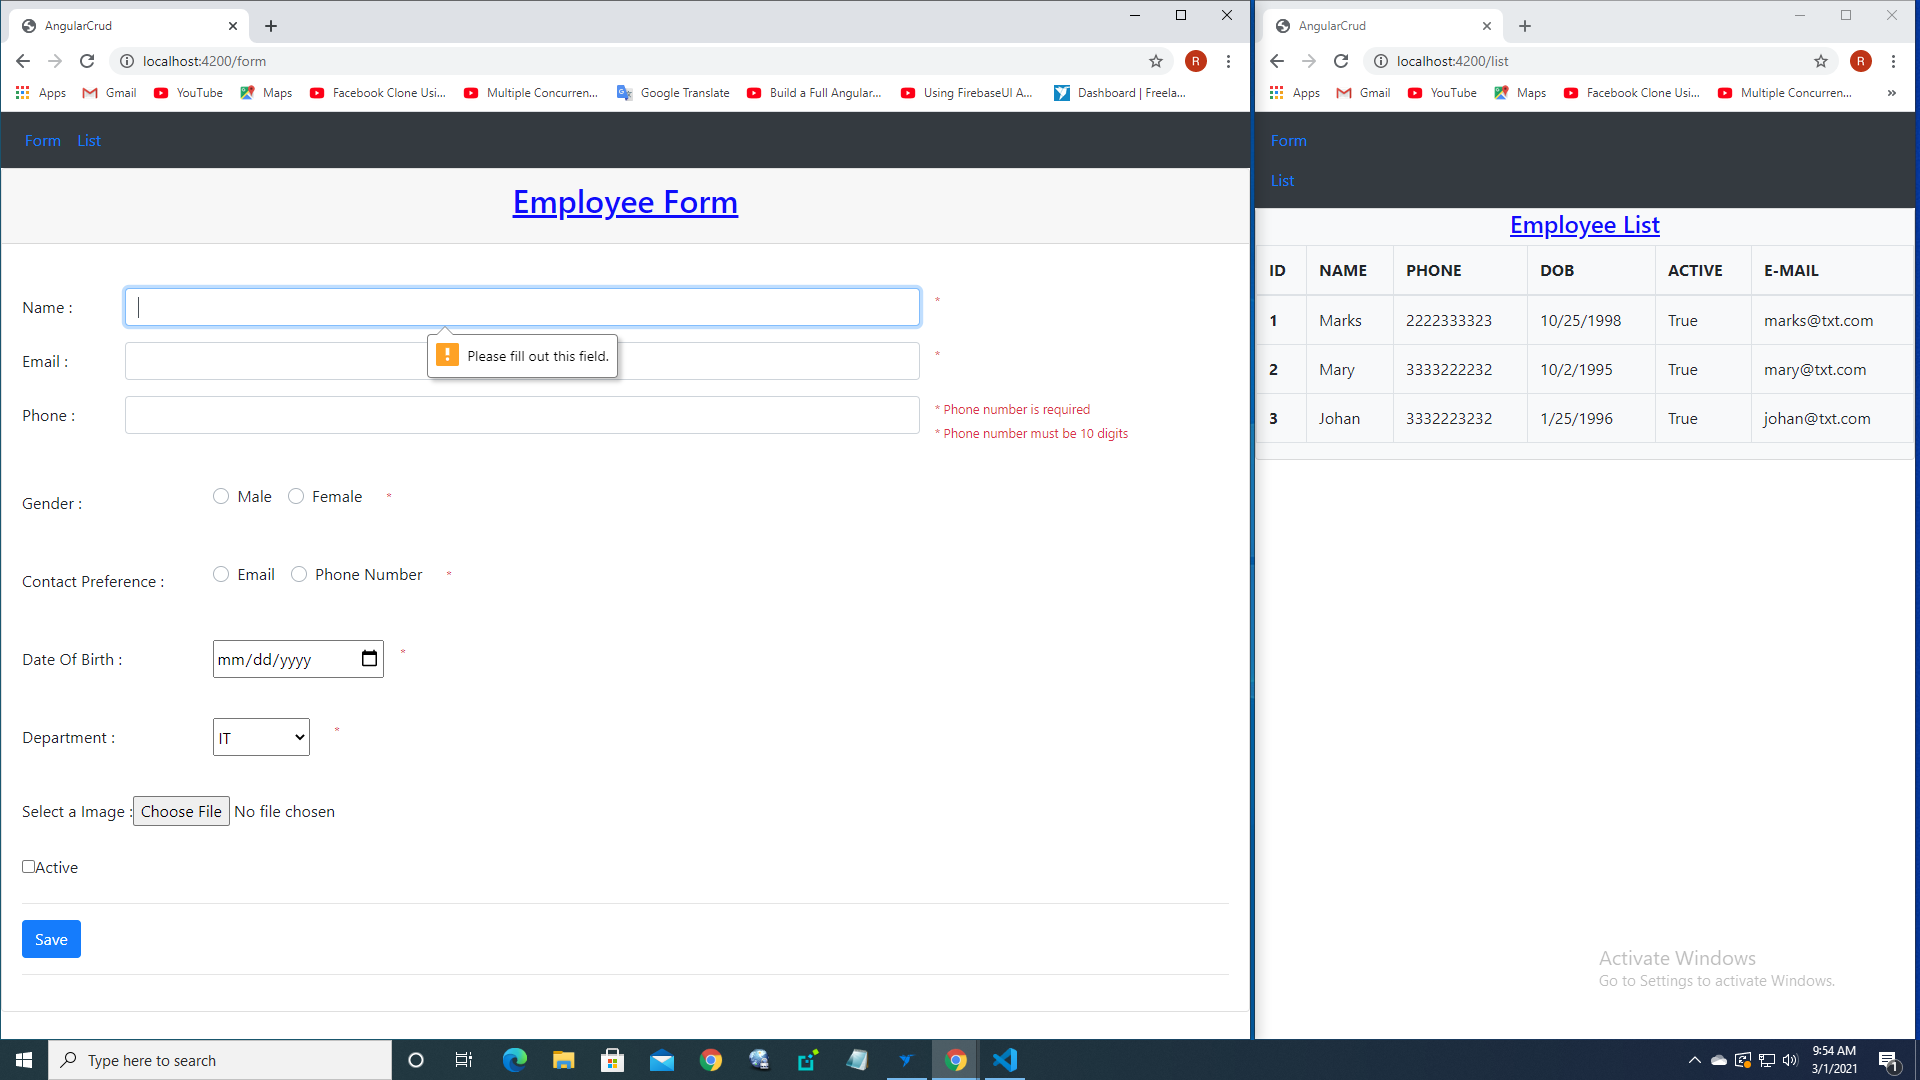 AngularCrud
localhost:4200/form
R
Apps Gmail YouTube Maps Facebook Clone Usi... Multiple Concurren... Google Translate Build a Full Angular... Using FirebaseUI A... Dashboard | Freela...
Form List
Employee Form
Name : *
Please fill out this field.
Email : *
Phone : * Phone number is required
* Phone number must be 10 digits
Gender : Male Female *
Contact Preference : Email Phone Number *
Date Of Birth : mm/dd/yyyy *
Department : IT *
Select a Image : Choose File No file chosen
Active
Save
AngularCrud
localhost:4200/list
R
Apps Gmail YouTube Maps Facebook Clone Usi... Multiple Concurren... »
Form
List
Employee List
ID NAME PHONE DOB ACTIVE E-MAIL
1 Marks 2222333323 10/25/1998 True marks@txt.com
2 Mary 3333222232 10/2/1995 True mary@txt.com
3 Johan 3332223232 1/25/1996 True johan@txt.com
Activate Windows
Go to Settings to activate Windows.
Type here to search
9:54 AM
3/1/2021
1